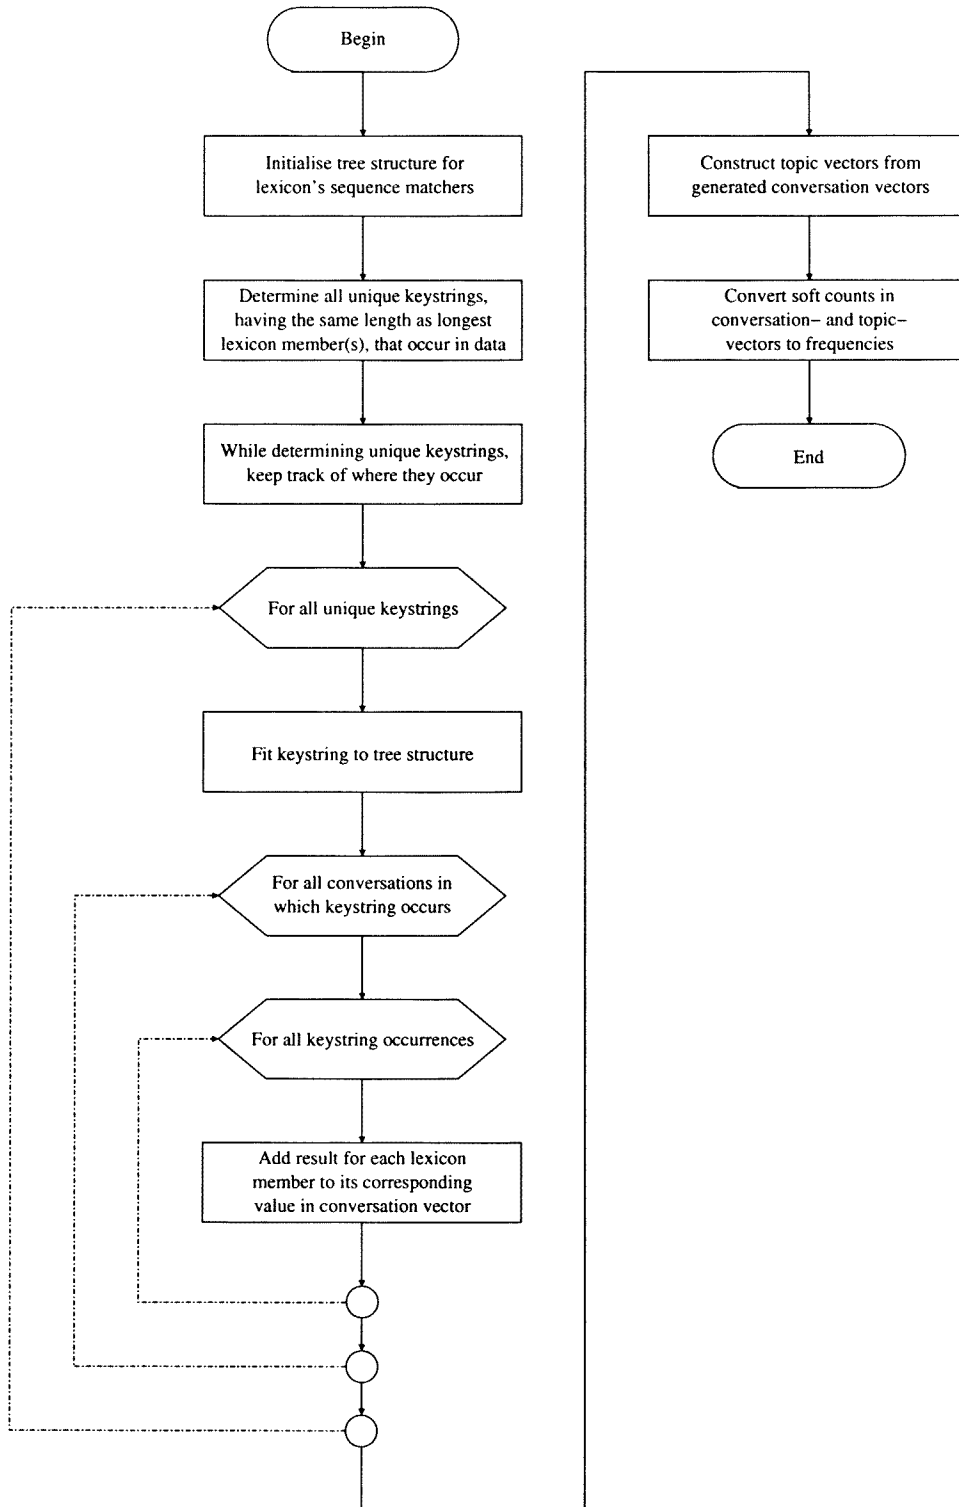 Begin
Initialise tree structure for
lexicon's sequence matchers
Determine all unique keystrings,
having the same length as longest
lexicon member(s), that occur in data
While determining unique keystrings,
keep track of where they occur
For all unique keystrings
Fit keystring to tree structure
For all conversations in
which keystring occurs
For all keystring occurrences
Add result for each lexicon
member to its corresponding
value in conversation vector
Construct topic vectors from
generated conversation vectors
Convert soft counts in
conversation– and topic–
vectors to frequencies
End